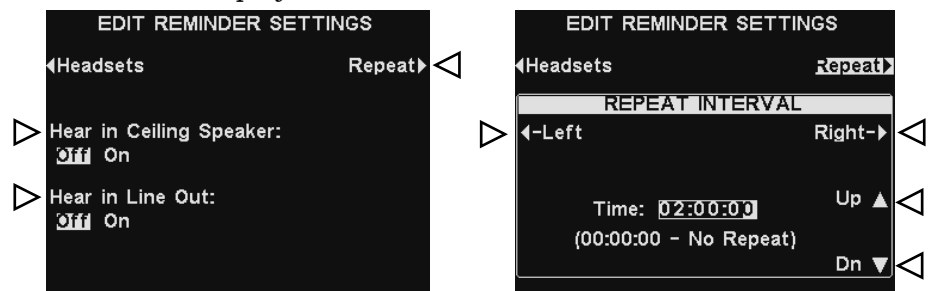 EDIT REMINDER SETTINGS
◀Headsets Repeat▶
Hear in Ceiling Speaker:
Off On
Hear in Line Out:
Off On
EDIT REMINDER SETTINGS
◀Headsets Repeat▶
REPEAT INTERVAL
◀-Left Right-▶
Up ▲
Time: 02:00:00
(00:00:00 - No Repeat)
Dn ▼